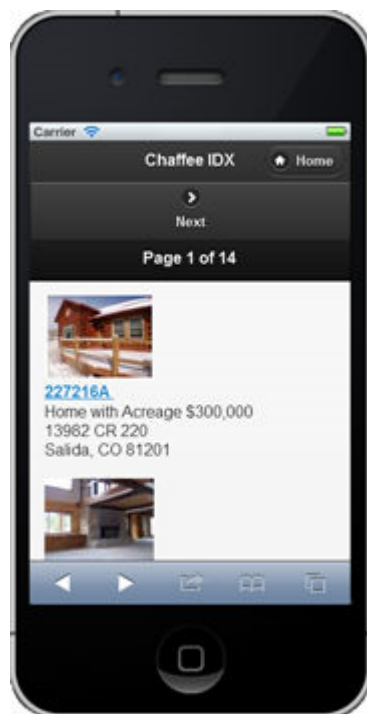 Carrier
Chaffee IDX
Home
Next
Page 1 of 14
227216A
Home with Acreage $300,000
13982 CR 220
Salida, CO 81201